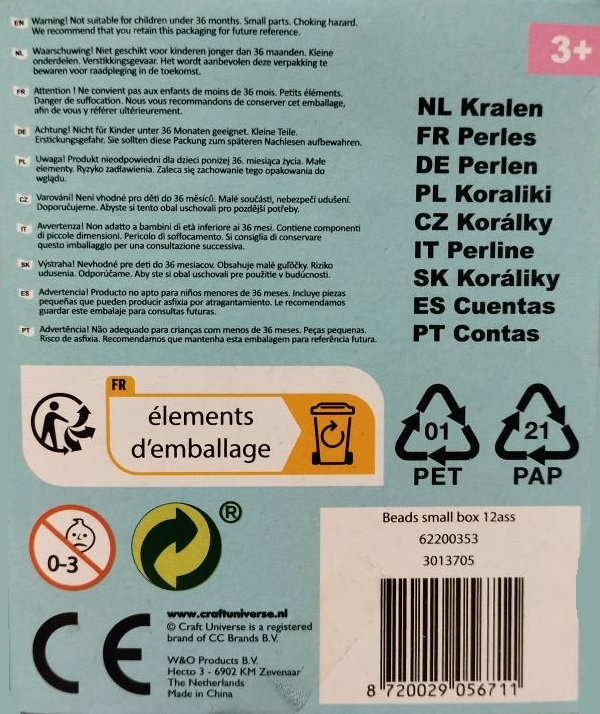 EN Warning! Not suitable for children under 36 months. Small parts. Choking hazard.
We recommend that you retain this packaging for future reference.
NL Waarschuwing! Niet geschikt voor kinderen jonger dan 36 maanden. Kleine
onderdelen. Verstikkingsgevaar. Het wordt aanbevolen deze verpakking te
bewaren voor raadpleging in de toekomst.
FR Attention ! Ne convient pas aux enfants de moins de 36 mois. Petits éléments.
Danger de suffocation. Nous vous recommandons de conserver cet emballage,
afin de vous y référer ultérieurement.
DE Achtung! Nicht für Kinder unter 36 Monaten geeignet. Kleine Teile.
Erstickungsgefahr. Sie sollten diese Packung zum späteren Nachlesen aufbewahren.
PL Uwaga! Produkt nieodpowiedni dla dzieci poniżej 36. miesiąca życia. Małe
elementy. Ryzyko zadławienia. Zaleca się zachowanie tego opakowania do
wglądu.
CZ Varování! Není vhodné pro děti do 36 měsíců. Malé součásti, nebezpečí udušení.
Doporučujeme. Abyste si tento obal uschovali pro pozdější potřeby.
IT Avvertenza! Non adatto a bambini di età inferiore ai 36 mesi. Contiene componenti
di piccole dimensioni. Pericolo di soffocamento. Si consiglia di conservare
questo imballaggio per una consultazione successiva.
SK Výstraha! Nevhodné pre deti do 36 mesiacov. Obsahuje malé guľôčky. Riziko
udusenia. Odporúčame. Aby ste si obal uschovali pre použitie v budúcnosti.
ES Advertencia! Producto no apto para niños menores de 36 meses. Incluye piezas
pequeñas que pueden producir asfixia por atragantamiento. Le recomendamos
guardar este embalaje para consultas futuras.
PT Advertência! Não adequado para crianças com menos de 36 meses. Peças pequenas.
Risco de asfixia. Recomendamos que mantenha esta embalagem para referência futura.
3+
NL Kralen
FR Perles
DE Perlen
PL Koraliki
CZ Korálky
IT Perline
SK Koráliky
ES Cuentas
PT Contas
FR
élements
d'emballage
01
PET
21
PAP
0-3
®
CE
www.craftuniverse.nl
© Craft Universe is a registered
brand of CC Brands B.V.
W&O Products B.V.
Hecto 3 - 6902 KM Zevenaar
The Netherlands
Made in China
Beads small box 12ass
62200353
3013705
8 720029 056711